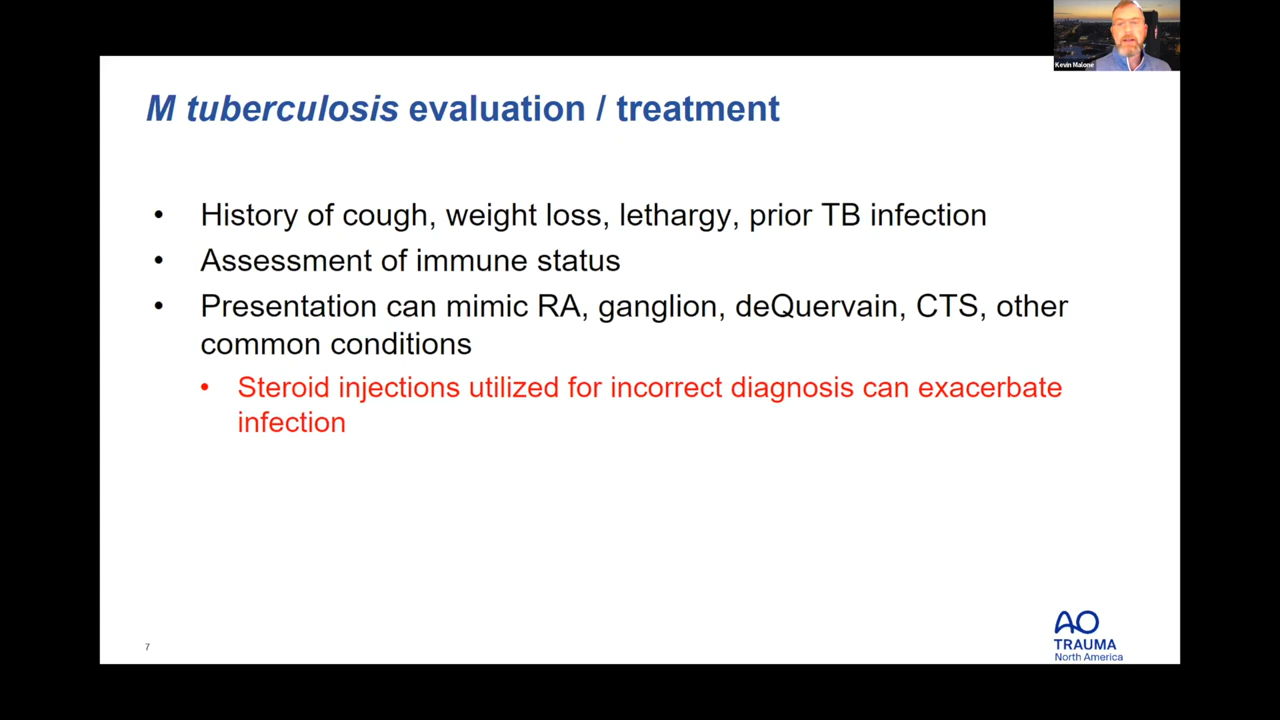 Kevin Malone
M tuberculosis evaluation / treatment
• History of cough, weight loss, lethargy, prior TB infection
• Assessment of immune status
• Presentation can mimic RA, ganglion, deQuervain, CTS, other
common conditions
• Steroid injections utilized for incorrect diagnosis can exacerbate
infection
7
AO
TRAUMA
North America